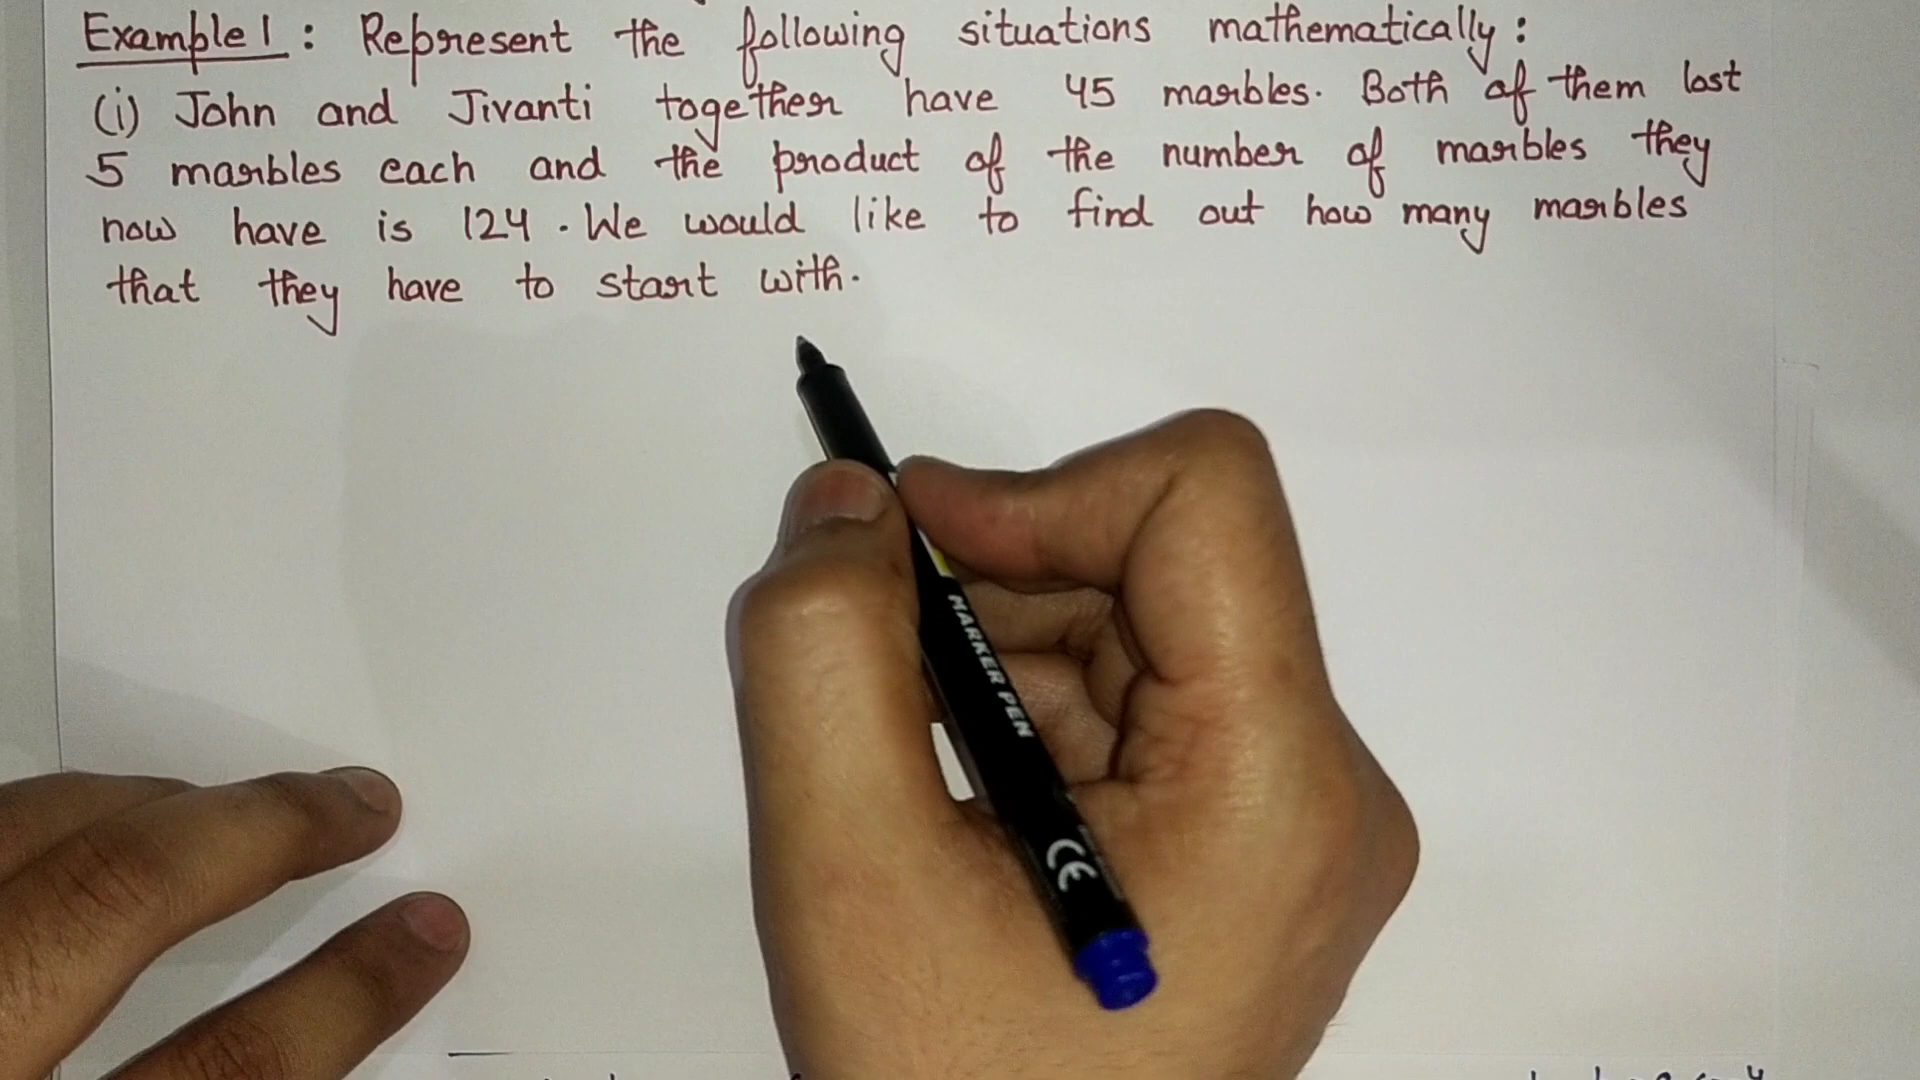 Example 1 : Represent the following situations mathematically :
(i) John and Jivanti together have 45 marbles. Both of them lost
5 marbles each and the product of the number of marbles they
now have is 124. We would like to find out how many marbles
that they have to start with.
MARKER PEN
CE